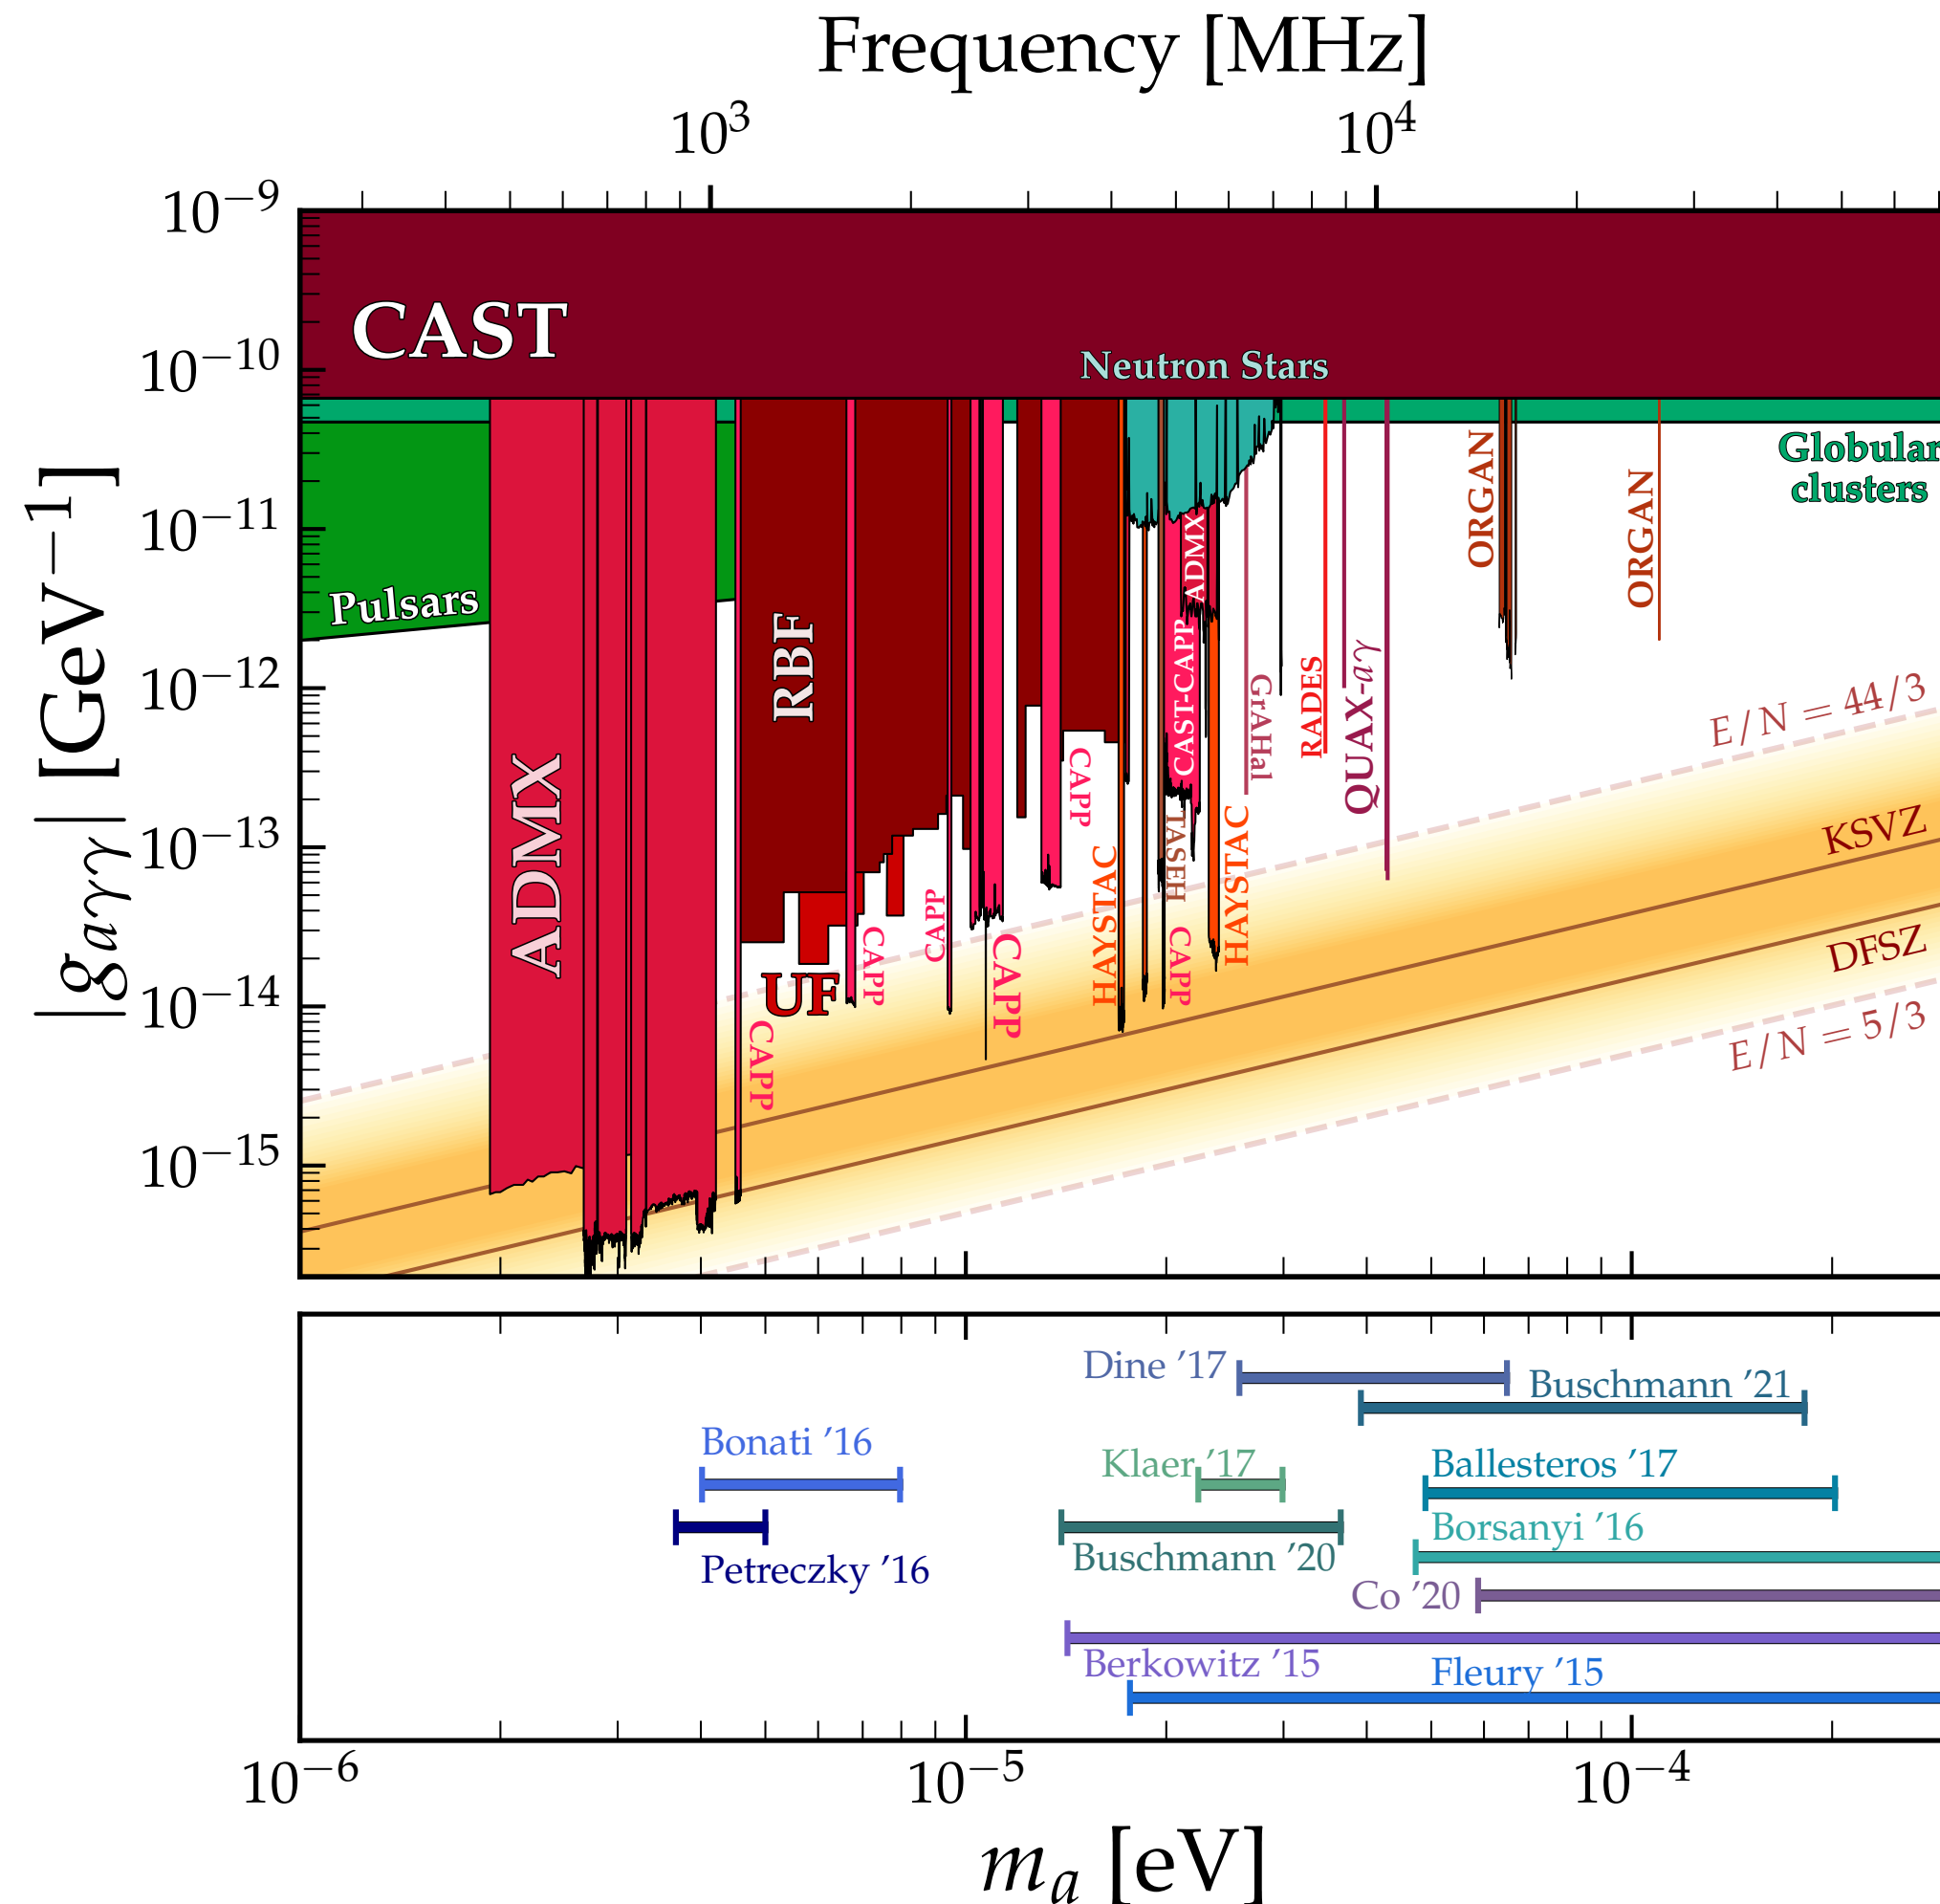 Frequency [MHz]
10³ 10⁴
10⁻⁹
10⁻¹⁰
10⁻¹¹
10⁻¹²
10⁻¹³
10⁻¹⁴
10⁻¹⁵
|g_aγγ| [GeV⁻¹]
CAST
Neutron Stars
Globular
clusters
Pulsars
ADMX
RBF
UF
CAPP
CAPP
CAPP
CAPP
CAPP
HAYSTAC
ADMX
CAST-CAPP
TASEH
CAPP
HAYSTAC
GrAHal
RADES
QUAX-aγ
ORGAN
ORGAN
E/N = 44/3
KSVZ
DFSZ
E/N = 5/3
Dine ’17
Buschmann ’21
Bonati ’16
Klaer ’17
Ballesteros ’17
Petreczky ’16
Buschmann ’20
Borsanyi ’16
Co ’20
Berkowitz ’15
Fleury ’15
10⁻⁶ 10⁻⁵ 10⁻⁴
m_a [eV]